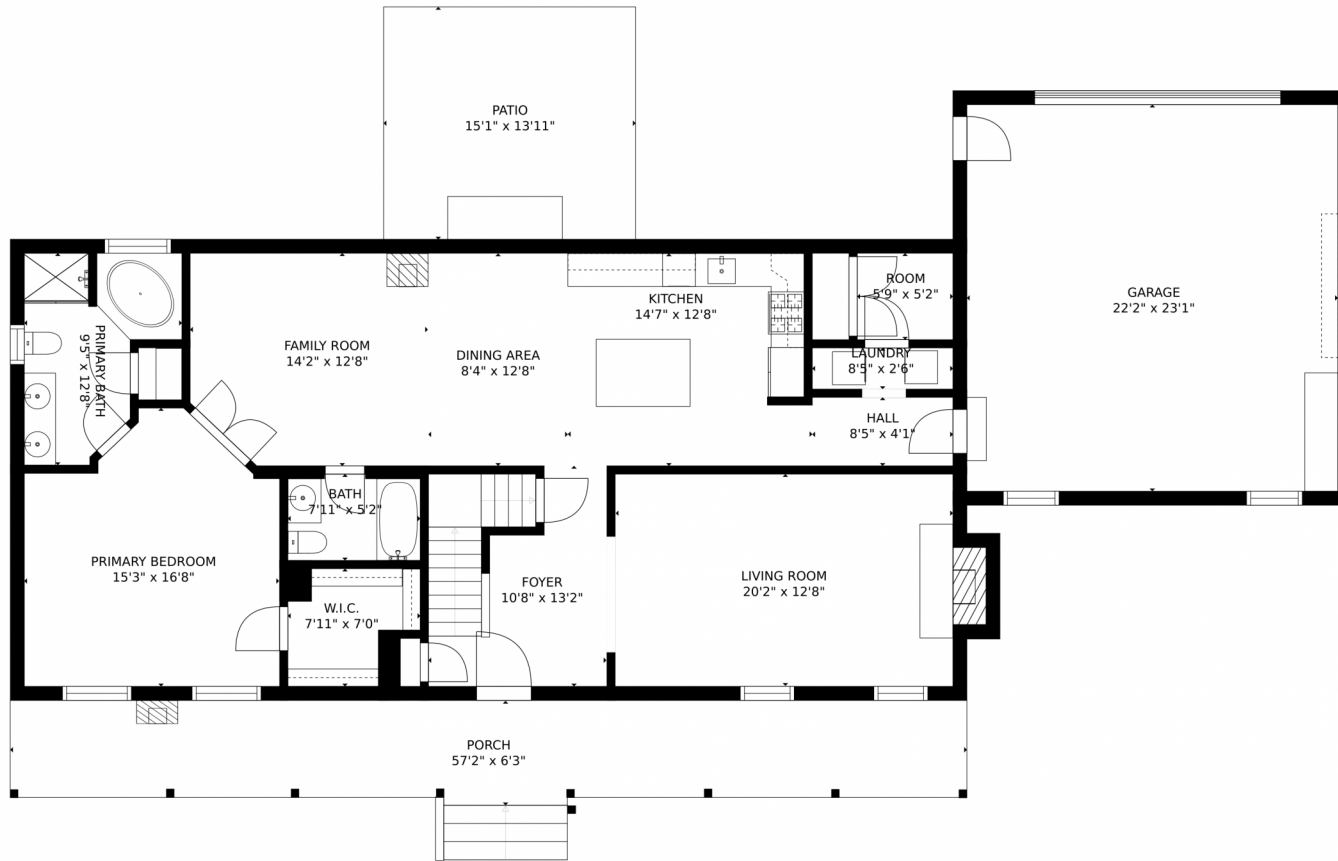 PATIO
15'1" x 13'11"
GARAGE
22'2" x 23'1"
ROOM
5'9" x 5'2"
KITCHEN
14'7" x 12'8"
FAMILY ROOM
14'2" x 12'8"
DINING AREA
8'4" x 12'8"
PRIMARY BATH
9'5" x 12'8"
LAUNDRY
8'5" x 2'6"
HALL
8'5" x 4'1"
BATH
7'11" x 5'2"
PRIMARY BEDROOM
15'3" x 16'8"
FOYER
10'8" x 13'2"
LIVING ROOM
20'2" x 12'8"
W.I.C.
7'11" x 7'0"
PORCH
57'2" x 6'3"